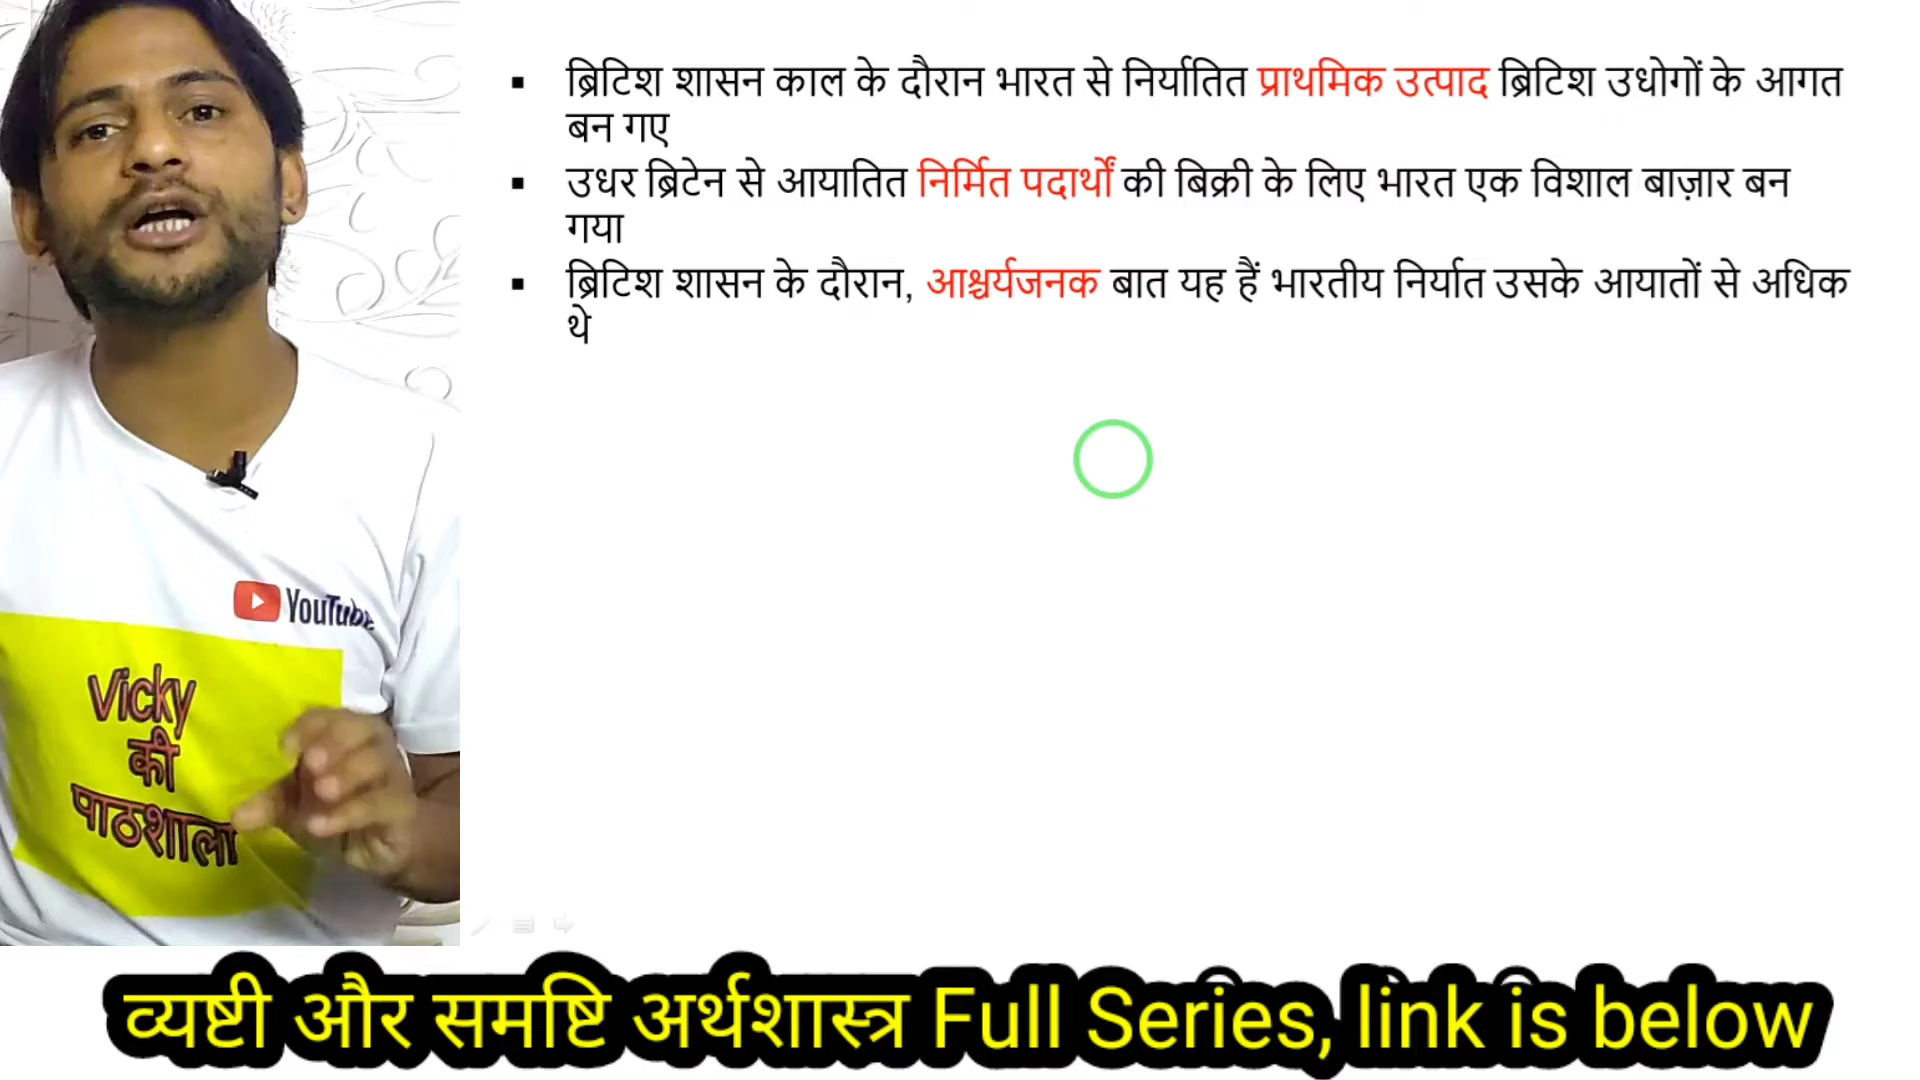 ब्रिटिश शासन काल के दौरान भारत से निर्यातित प्राथमिक उत्पाद ब्रिटिश उधोगों के आगत
बन गए
उधर ब्रिटेन से आयातित निर्मित पदार्थों की बिक्री के लिए भारत एक विशाल बाज़ार बन
गया
ब्रिटिश शासन के दौरान, आश्चर्यजनक बात यह हैं भारतीय निर्यात उसके आयातों से अधिक
थे
YouTube
Vicky
की
पाठशाला
व्यष्टी और समष्टि अर्थशास्त्र Full Series, link is below